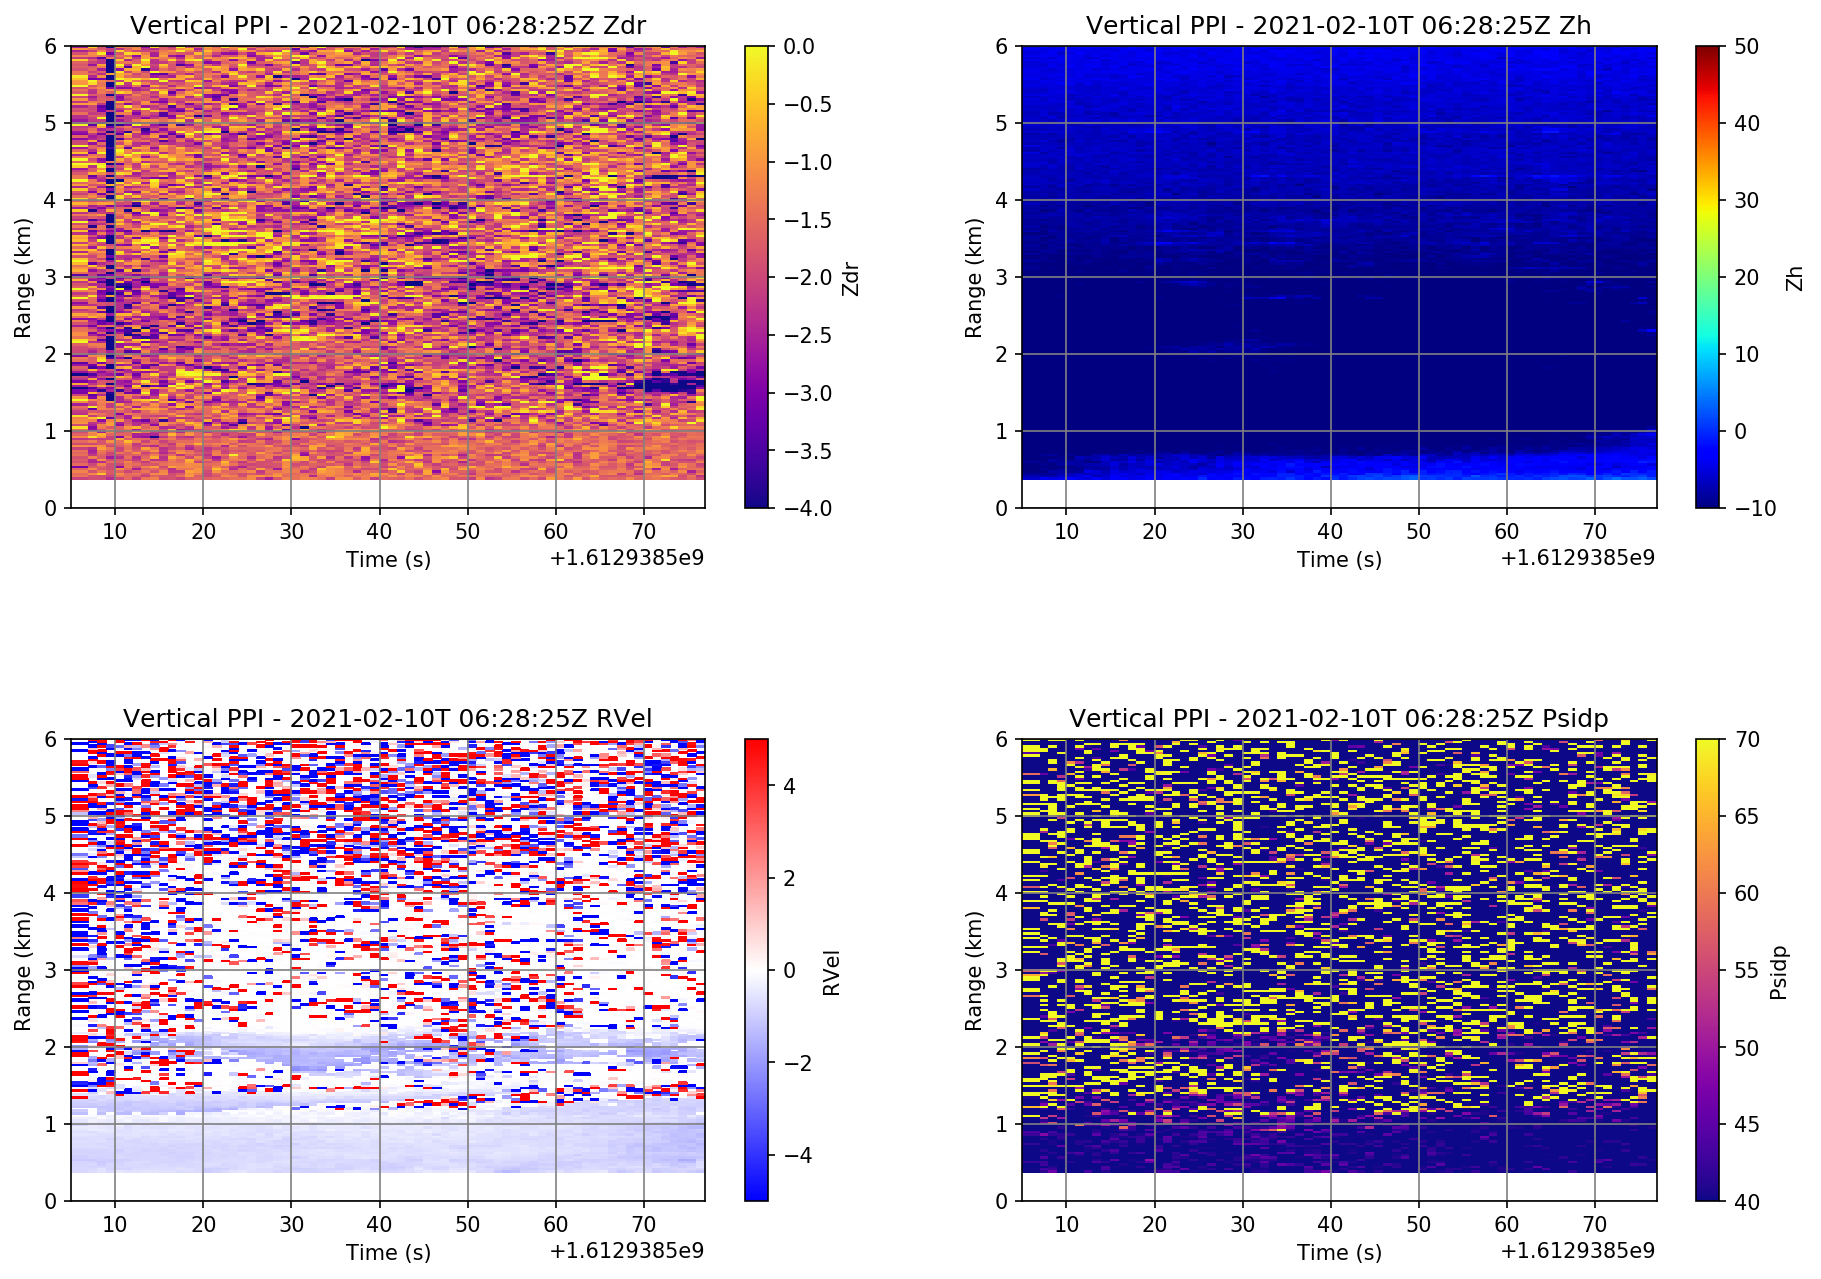 Vertical PPI - 2021-02-10T 06:28:25Z Zdr
6
5
4
3
2
1
0
Range (km)
10 20 30 40 50 60 70
Time (s)
+1.6129385e9
0.0
−0.5
−1.0
−1.5
−2.0
−2.5
−3.0
−3.5
−4.0
Zdr
Vertical PPI - 2021-02-10T 06:28:25Z Zh
6
5
4
3
2
1
0
Range (km)
10 20 30 40 50 60 70
Time (s)
+1.6129385e9
50
40
30
20
10
0
−10
Zh
Vertical PPI - 2021-02-10T 06:28:25Z RVel
6
5
4
3
2
1
0
Range (km)
10 20 30 40 50 60 70
Time (s)
+1.6129385e9
4
2
0
−2
−4
RVel
Vertical PPI - 2021-02-10T 06:28:25Z Psidp
6
5
4
3
2
1
0
Range (km)
10 20 30 40 50 60 70
Time (s)
+1.6129385e9
70
65
60
55
50
45
40
Psidp